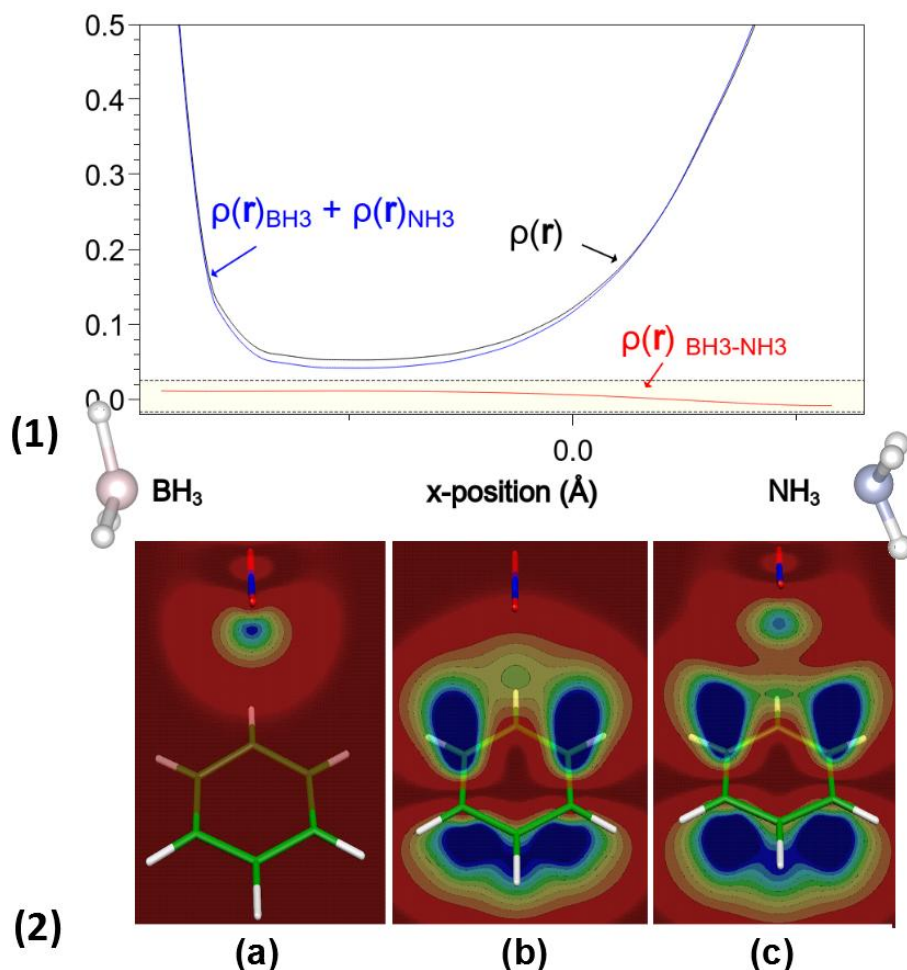 0.5
0.4
0.3
ρ(r)BH3 + ρ(r)NH3
ρ(r)
0.2
0.1
ρ(r) BH3-NH3
0.0
(1)
0.0
BH₃
x-position (Å)
NH₃
(2)
(a)
(b)
(c)